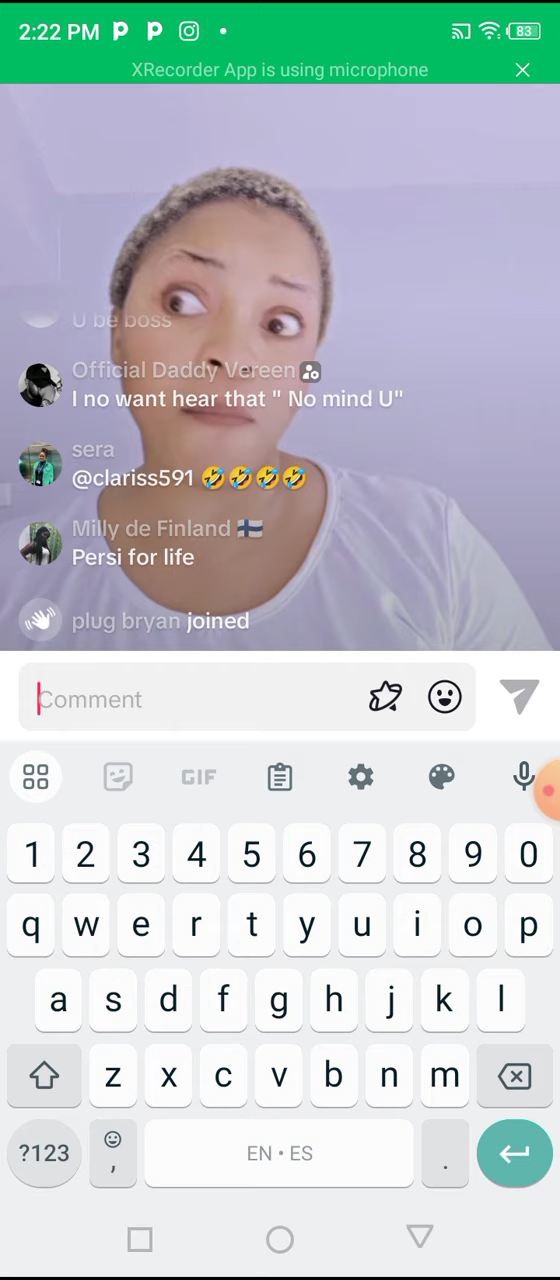 2:22 PM
83
XRecorder App is using microphone
U be boss
Official Daddy Vereen
I no want hear that " No mind U"
sera
@clariss591 🤣🤣🤣🤣
Milly de Finland 🇫🇮
Persi for life
plug bryan joined
Comment
GIF
1 2 3 4 5 6 7 8 9 0
q w e r t y u i o p
a s d f g h j k l
z x c v b n m
?123 , EN • ES .